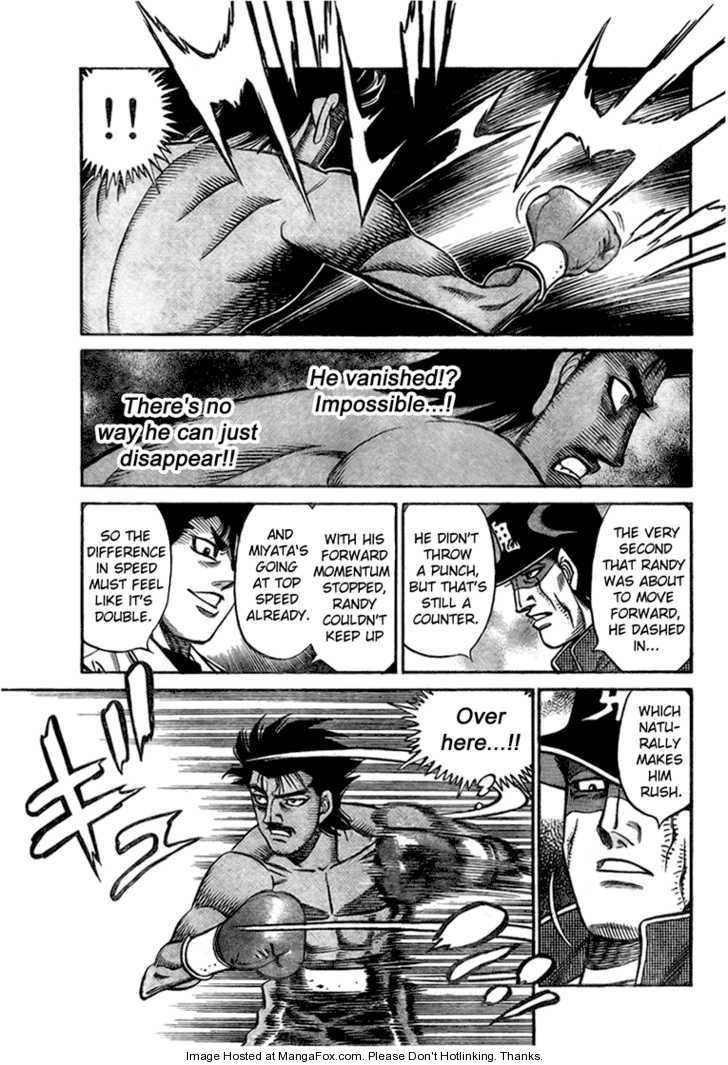 !!
He vanished!?
Impossible...!
There's no
way he can just
disappear!!
THE VERY
SECOND
THAT RANDY
WAS ABOUT
TO MOVE
FORWARD,
HE DASHED
IN...
HE DIDN'T
THROW
A PUNCH,
BUT THAT'S
STILL A
COUNTER.
WITH HIS
FORWARD
MOMENTUM
STOPPED,
RANDY
COULDN'T
KEEP UP
AND
MIYATA'S
GOING
AT TOP
SPEED
ALREADY.
SO THE
DIFFERENCE
IN SPEED
MUST FEEL
LIKE IT'S
DOUBLE.
WHICH
NATU-
RALLY
MAKES
HIM
RUSH.
Over
here...!!
Image Hosted at MangaFox.com. Please Don't Hotlinking. Thanks.